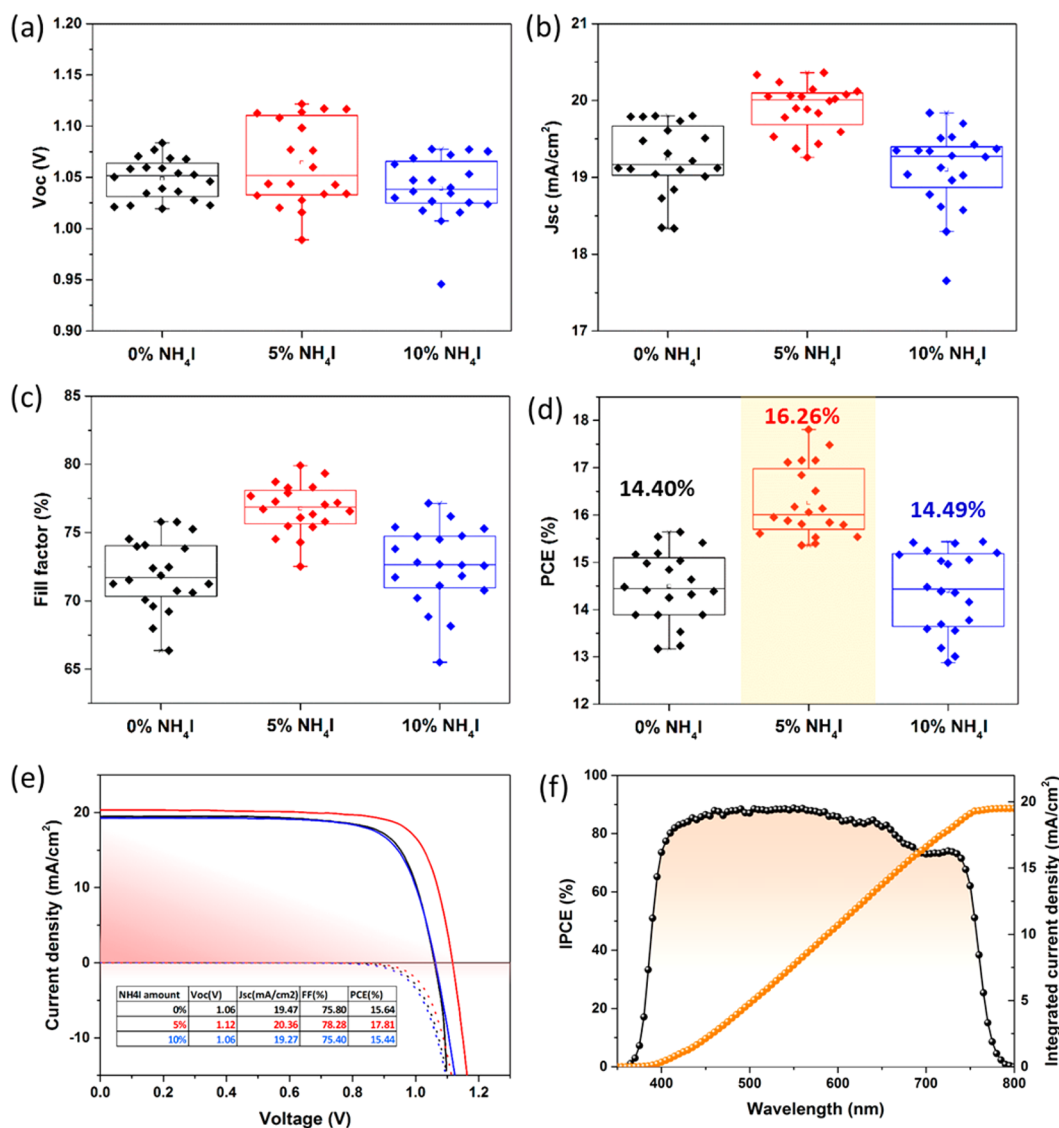 (a)
1.20
1.15
1.10
1.05
1.00
0.95
0.90
Voc (V)
0% NH₄I
5% NH₄I
10% NH₄I
(b)
21
20
19
18
17
Jsc (mA/cm²)
0% NH₄I
5% NH₄I
10% NH₄I
(c)
85
80
75
70
65
Fill factor (%)
0% NH₄I
5% NH₄I
10% NH₄I
(d)
18
17
16
15
14
13
12
PCE (%)
14.40%
16.26%
14.49%
0% NH₄I
5% NH₄I
10% NH₄I
(e)
20
10
0
-10
Current density (mA/cm²)
NH4I amount Voc(V) Jsc(mA/cm2) FF(%) PCE(%)
0% 1.06 19.47 75.80 15.64
5% 1.12 20.36 78.28 17.81
10% 1.06 19.27 75.40 15.44
0.0 0.2 0.4 0.6 0.8 1.0 1.2
Voltage (V)
(f)
100
80
60
40
20
0
IPCE (%)
20
15
10
5
0
Integrated current density (mA/cm²)
400 500 600 700 800
Wavelength (nm)